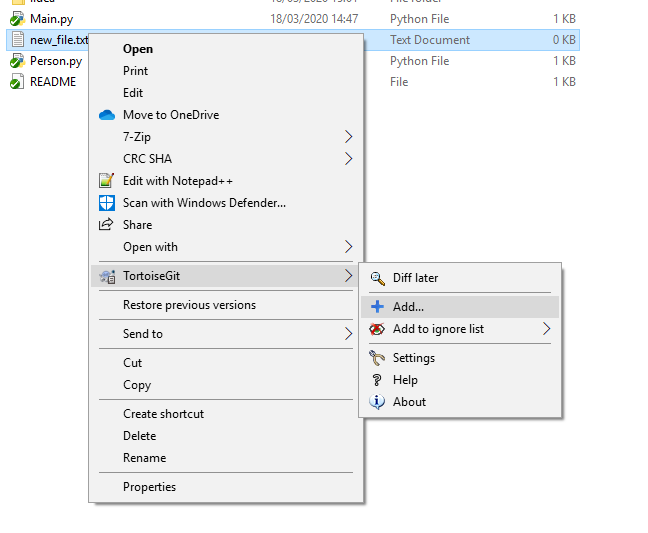 File folder
Main.py 18/03/2020 14:47 Python File 1 KB
new_file.txt Text Document 0 KB
Person.py Python File 1 KB
README File 1 KB
Open
Print
Edit
Move to OneDrive
7-Zip
CRC SHA
Edit with Notepad++
Scan with Windows Defender...
Share
Open with
TortoiseGit
Restore previous versions
Send to
Cut
Copy
Create shortcut
Delete
Rename
Properties
Diff later
Add...
Add to ignore list
Settings
Help
About